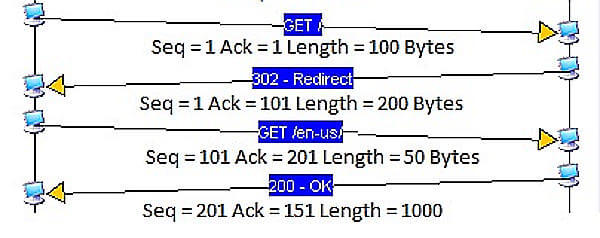 GET /
Seq = 1 Ack = 1 Length = 100 Bytes
302 - Redirect
Seq = 1 Ack = 101 Length = 200 Bytes
GET /en-us/
Seq = 101 Ack = 201 Length = 50 Bytes
200 - OK
Seq = 201 Ack = 151 Length = 1000